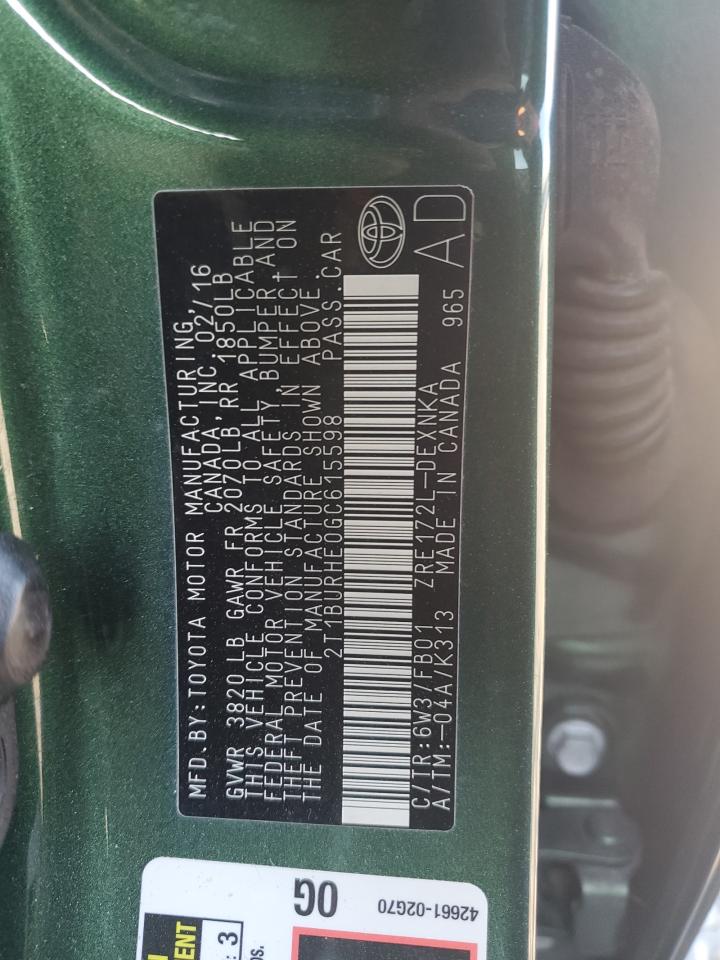 MFD.BY:TOYOTA MOTOR MANUFACTURING,
CANADA, INC. 02/16
GVWR 3820 LB GAWR FR 2070LB RR 1850LB
THIS VEHICLE CONFORMS TO ALL APPLICABLE
FEDERAL MOTOR VEHICLE SAFETY, BUMPER, AND
THEFT PREVENTION STANDARDS IN EFFECT ON
THE DATE OF MANUFACTURE SHOWN ABOVE.
2T1BURHE0GC615598 PASS.CAR
C/TR:6W3/FB01 ZRE172L-DEXNKA
A/TM:-04A/K313 MADE IN CANADA 965
AD
0G
42661-02G70
: 3